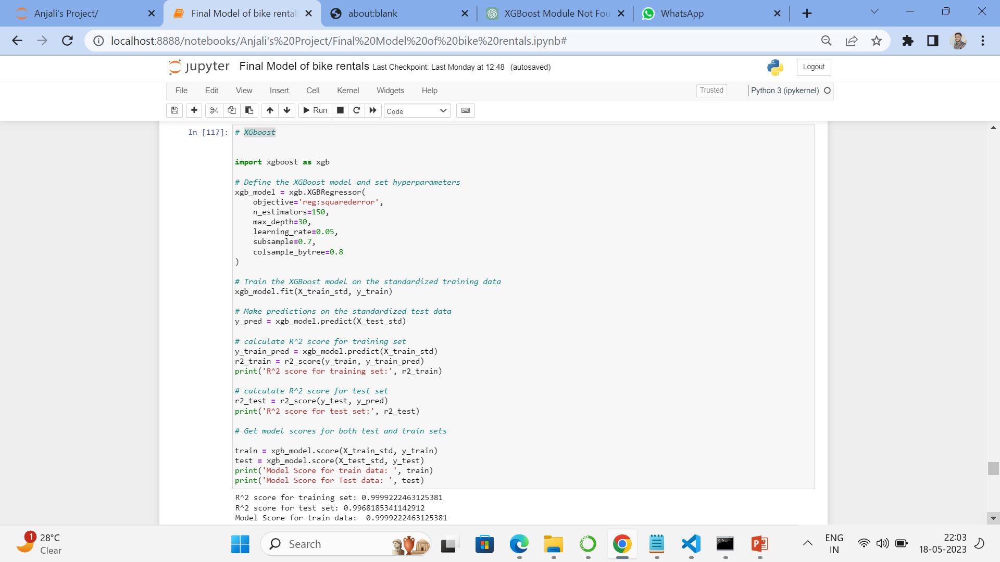 Anjali's Project/
Final Model of bike rentals
about:blank
XGBoost Module Not Fou
WhatsApp
localhost:8888/notebooks/Anjali's%20Project/Final%20Model%20of%20bike%20rentals.ipynb#
jupyter Final Model of bike rentals Last Checkpoint: Last Monday at 12:48 (autosaved)
Logout
File Edit View Insert Cell Kernel Widgets Help
Trusted
Python 3 (ipykernel)
Run
Code
In [117]:
# XGboost
import xgboost as xgb
# Define the XGBoost model and set hyperparameters
xgb_model = xgb.XGBRegressor(
    objective='reg:squarederror',
    n_estimators=150,
    max_depth=30,
    learning_rate=0.05,
    subsample=0.7,
    colsample_bytree=0.8
)
# Train the XGBoost model on the standardized training data
xgb_model.fit(X_train_std, y_train)
# Make predictions on the standardized test data
y_pred = xgb_model.predict(X_test_std)
# calculate R^2 score for training set
y_train_pred = xgb_model.predict(X_train_std)
r2_train = r2_score(y_train, y_train_pred)
print('R^2 score for training set:', r2_train)
# calculate R^2 score for test set
r2_test = r2_score(y_test, y_pred)
print('R^2 score for test set:', r2_test)
# Get model scores for both test and train sets
train = xgb_model.score(X_train_std, y_train)
test = xgb_model.score(X_test_std, y_test)
print('Model Score for train data: ', train)
print('Model Score for Test data: ', test)
R^2 score for training set: 0.9999222463125381
R^2 score for test set: 0.9968185341142912
Model Score for train data:  0.9999222463125381
1
28°C
Clear
Search
ENG
IN
22:03
18-05-2023